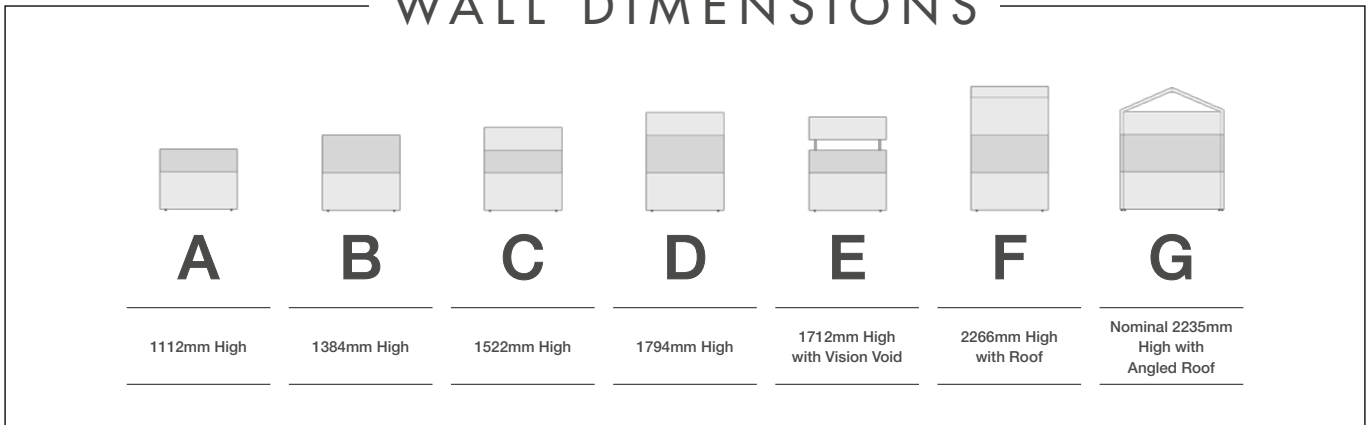 WALL DIMENSIONS
A
B
C
D
E
F
G
1112mm High
1384mm High
1522mm High
1794mm High
1712mm High
with Vision Void
2266mm High
with Roof
Nominal 2235mm
High with
Angled Roof